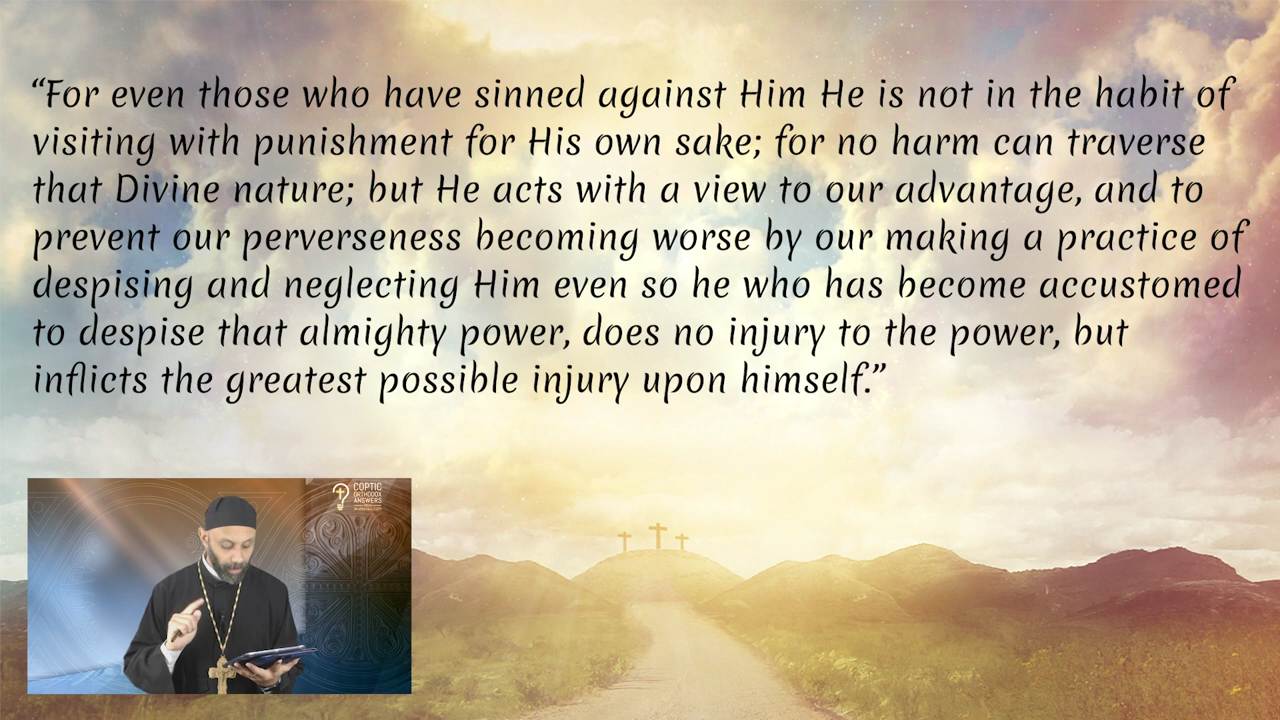 “For even those who have sinned against Him He is not in the habit of
visiting with punishment for His own sake; for no harm can traverse
that Divine nature; but He acts with a view to our advantage, and to
prevent our perverseness becoming worse by our making a practice of
despising and neglecting Him even so he who has become accustomed
to despise that almighty power, does no injury to the power, but
inflicts the greatest possible injury upon himself.”
COPTIC
ORTHODOX
ANSWERS